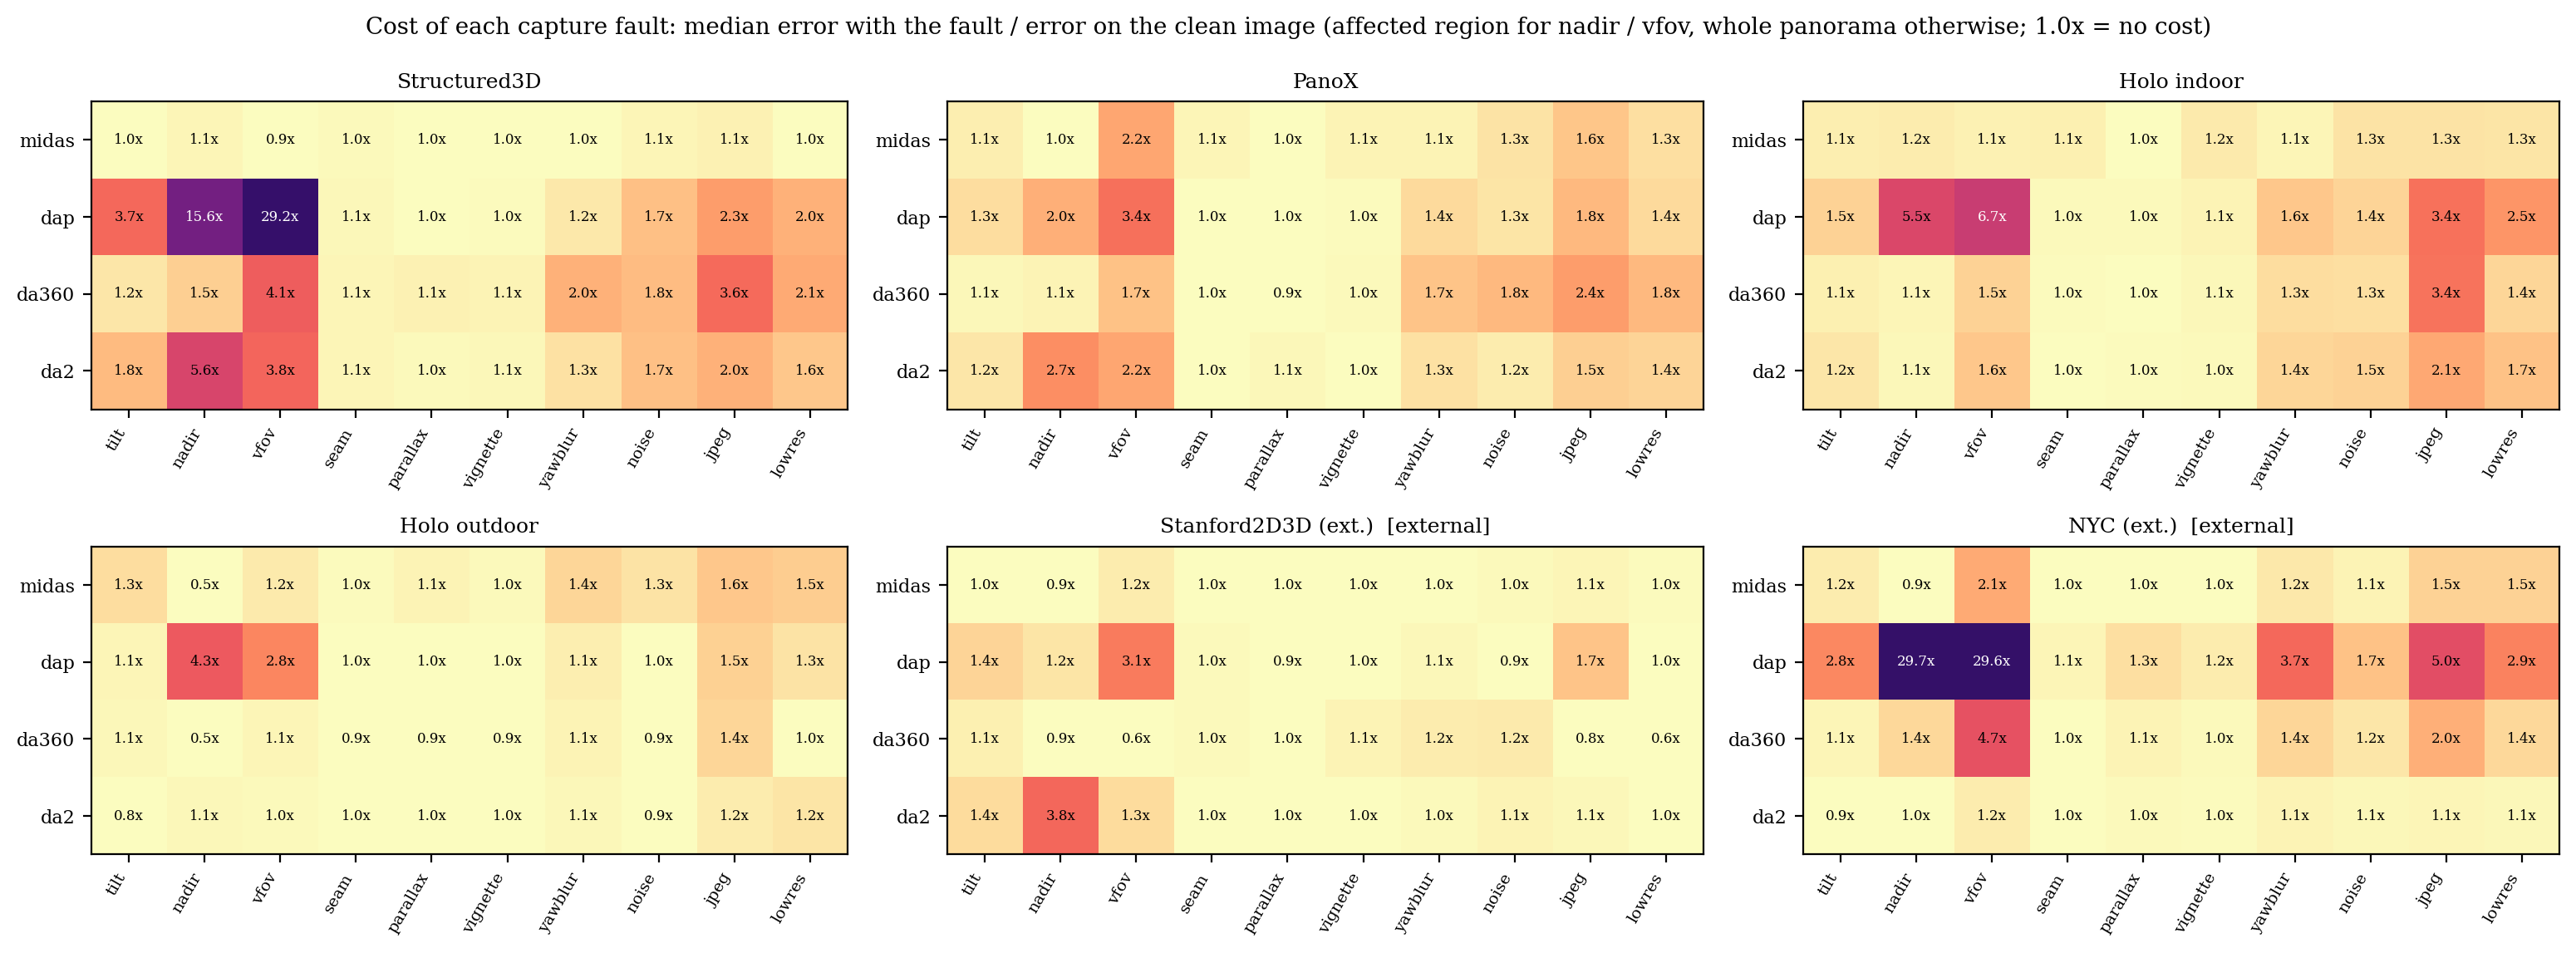 Cost of each capture fault: median error with the fault / error on the clean image (affected region for nadir / vfov, whole panorama otherwise; 1.0x = no cost)
Structured3D
midas 1.0x 1.1x 0.9x 1.0x 1.0x 1.0x 1.0x 1.1x 1.1x 1.0x
dap 3.7x 15.6x 29.2x 1.1x 1.0x 1.0x 1.2x 1.7x 2.3x 2.0x
da360 1.2x 1.5x 4.1x 1.1x 1.1x 1.1x 2.0x 1.8x 3.6x 2.1x
da2 1.8x 5.6x 3.8x 1.1x 1.0x 1.1x 1.3x 1.7x 2.0x 1.6x
tilt nadir vfov seam parallax vignette yawblur noise jpeg lowres
PanoX
midas 1.1x 1.0x 2.2x 1.1x 1.0x 1.1x 1.1x 1.3x 1.6x 1.3x
dap 1.3x 2.0x 3.4x 1.0x 1.0x 1.0x 1.4x 1.3x 1.8x 1.4x
da360 1.1x 1.1x 1.7x 1.0x 0.9x 1.0x 1.7x 1.8x 2.4x 1.8x
da2 1.2x 2.7x 2.2x 1.0x 1.1x 1.0x 1.3x 1.2x 1.5x 1.4x
tilt nadir vfov seam parallax vignette yawblur noise jpeg lowres
Holo indoor
midas 1.1x 1.2x 1.1x 1.1x 1.0x 1.2x 1.1x 1.3x 1.3x 1.3x
dap 1.5x 5.5x 6.7x 1.0x 1.0x 1.1x 1.6x 1.4x 3.4x 2.5x
da360 1.1x 1.1x 1.5x 1.0x 1.0x 1.1x 1.3x 1.3x 3.4x 1.4x
da2 1.2x 1.1x 1.6x 1.0x 1.0x 1.0x 1.4x 1.5x 2.1x 1.7x
tilt nadir vfov seam parallax vignette yawblur noise jpeg lowres
Holo outdoor
midas 1.3x 0.5x 1.2x 1.0x 1.1x 1.0x 1.4x 1.3x 1.6x 1.5x
dap 1.1x 4.3x 2.8x 1.0x 1.0x 1.0x 1.1x 1.0x 1.5x 1.3x
da360 1.1x 0.5x 1.1x 0.9x 0.9x 0.9x 1.1x 0.9x 1.4x 1.0x
da2 0.8x 1.1x 1.0x 1.0x 1.0x 1.0x 1.1x 0.9x 1.2x 1.2x
tilt nadir vfov seam parallax vignette yawblur noise jpeg lowres
Stanford2D3D (ext.) [external]
midas 1.0x 0.9x 1.2x 1.0x 1.0x 1.0x 1.0x 1.0x 1.1x 1.0x
dap 1.4x 1.2x 3.1x 1.0x 0.9x 1.0x 1.1x 0.9x 1.7x 1.0x
da360 1.1x 0.9x 0.6x 1.0x 1.0x 1.1x 1.2x 1.2x 0.8x 0.6x
da2 1.4x 3.8x 1.3x 1.0x 1.0x 1.0x 1.0x 1.1x 1.1x 1.0x
tilt nadir vfov seam parallax vignette yawblur noise jpeg lowres
NYC (ext.) [external]
midas 1.2x 0.9x 2.1x 1.0x 1.0x 1.0x 1.2x 1.1x 1.5x 1.5x
dap 2.8x 29.7x 29.6x 1.1x 1.3x 1.2x 3.7x 1.7x 5.0x 2.9x
da360 1.1x 1.4x 4.7x 1.0x 1.1x 1.0x 1.4x 1.2x 2.0x 1.4x
da2 0.9x 1.0x 1.2x 1.0x 1.0x 1.0x 1.1x 1.1x 1.1x 1.1x
tilt nadir vfov seam parallax vignette yawblur noise jpeg lowres